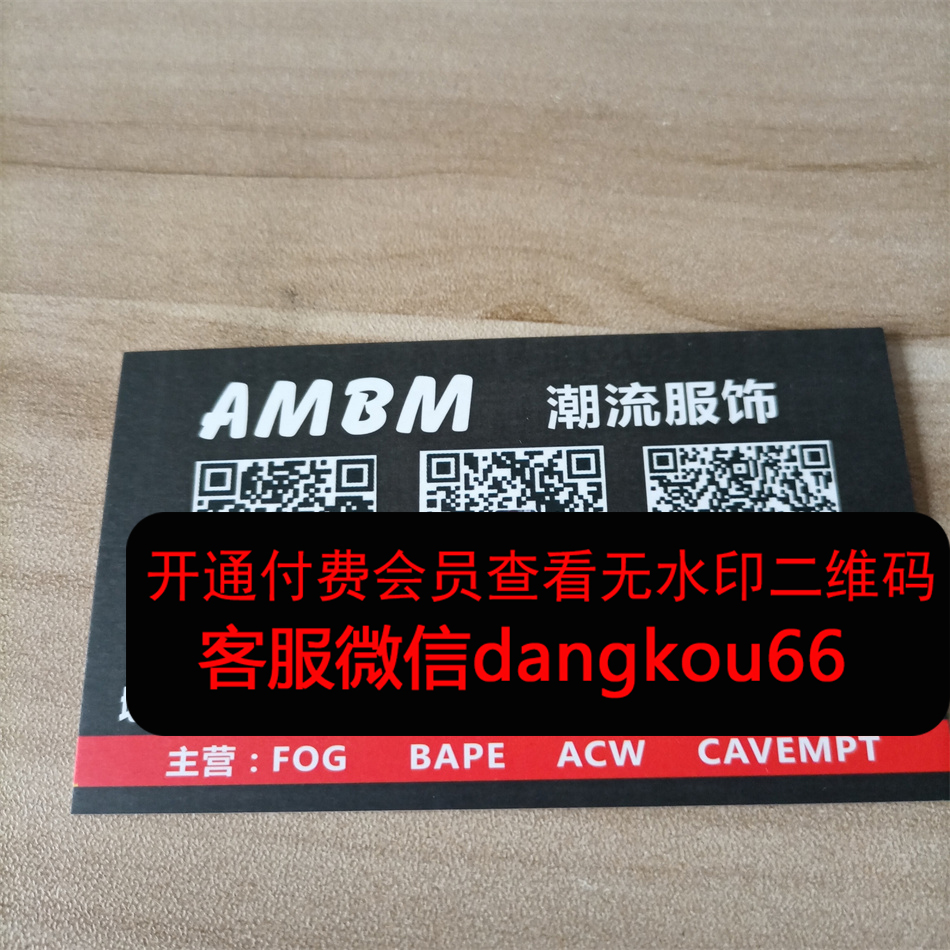 AMBM 潮流服饰
开通付费会员查看无水印二维码
客服微信dangkou66
主营：FOG BAPE ACW CAVEMPT